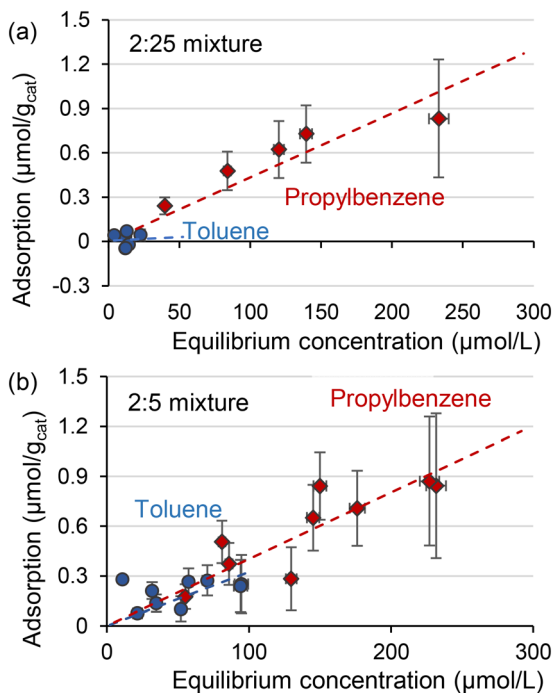 (a)
2:25 mixture
1.5
1.2
0.9
0.6
0.3
0
-0.3
Adsorption (µmol/gcat)
Propylbenzene
Toluene
0 50 100 150 200 250 300
Equilibrium concentration (µmol/L)
(b)
2:5 mixture
Propylbenzene
1.5
1.2
0.9
0.6
0.3
0
Adsorption (µmol/gcat)
Toluene
0 100 200 300
Equilibrium concentration (µmol/L)